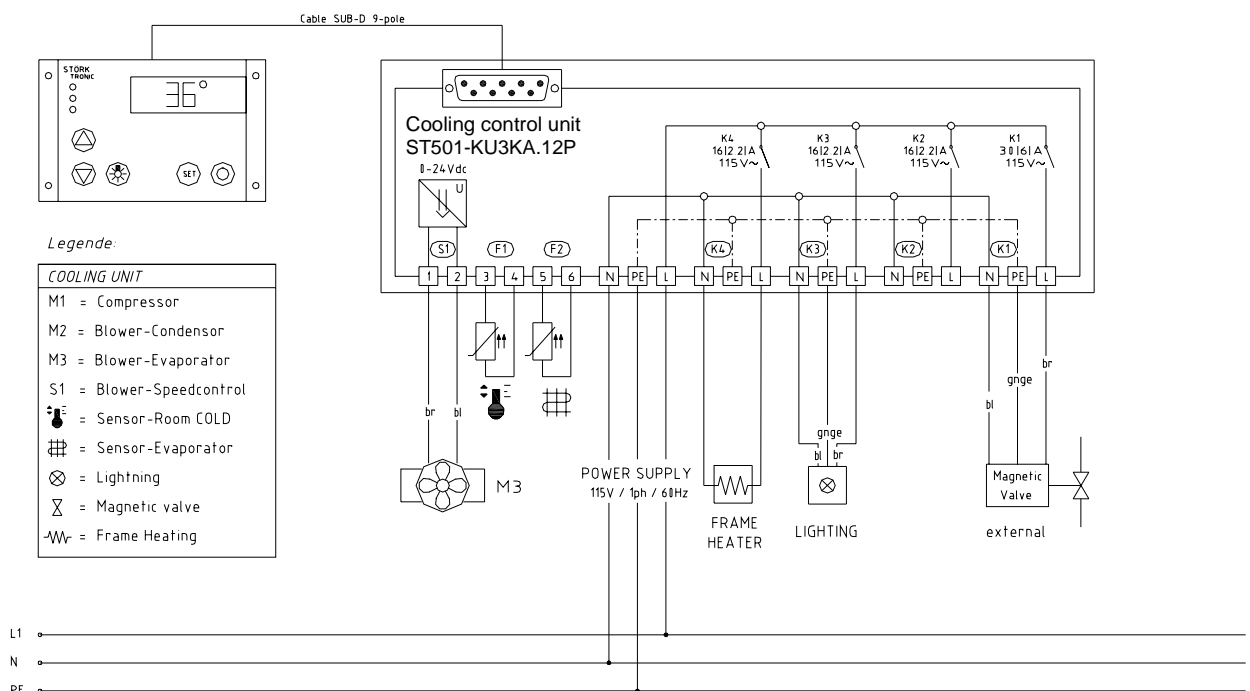 Cable SUB-D 9-pole
STÖRK
TRONIC
36°
SET
Cooling control unit
ST501-KU3KA.12P
0-24Vdc
U
K4
16(2.2)A
115V~
K3
16(2.2)A
115V~
K2
16(2.2)A
115V~
K1
30(16)A
115V~
S1 F1 F2 K4 K3 K2 K1
1 2 3 4 5 6 N PE L N PE L N PE L N PE L N PE L
Legende:
COOLING UNIT
M1 = Compressor
M2 = Blower-Condensor
M3 = Blower-Evaporator
S1 = Blower-Speedcontrol
= Sensor-Room COLD
= Sensor-Evaporator
= Lightning
= Magnetic valve
= Frame Heating
br bl
M3
POWER SUPPLY
115V / 1ph / 60Hz
FRAME
HEATER
gnge
bl br
LIGHTING
bl gnge br
Magnetic
Valve
external
L1
N
PE